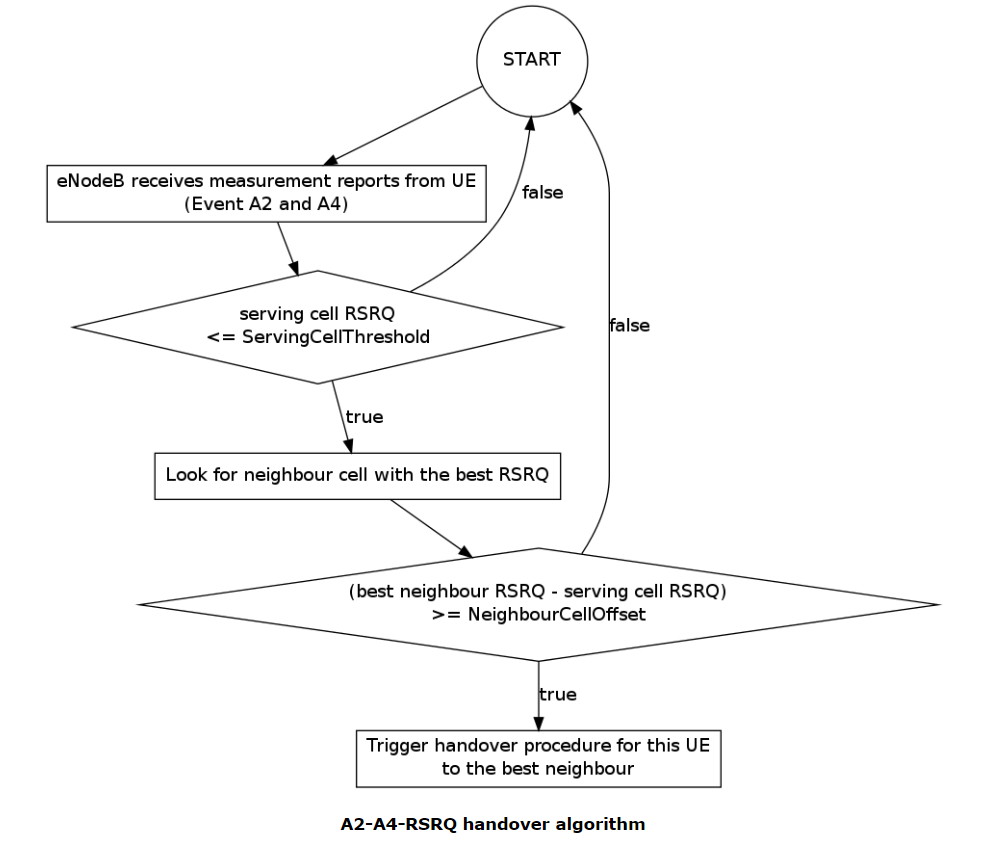 START
eNodeB receives measurement reports from UE
(Event A2 and A4)
false
serving cell RSRQ
<= ServingCellThreshold
false
true
Look for neighbour cell with the best RSRQ
(best neighbour RSRQ - serving cell RSRQ)
>= NeighbourCellOffset
true
Trigger handover procedure for this UE
to the best neighbour
A2-A4-RSRQ handover algorithm